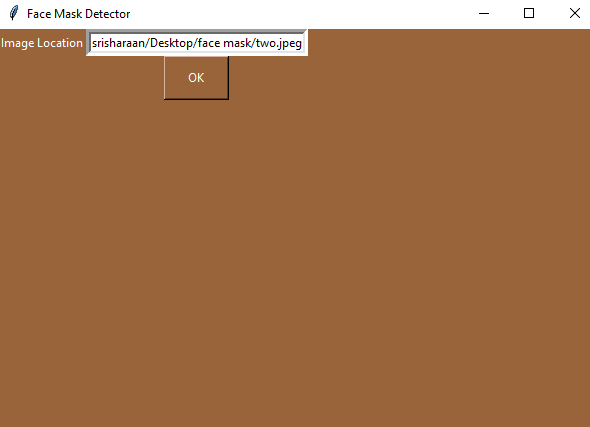 Face Mask Detector
Image Location srisharaan/Desktop/face mask/two.jpeg
OK